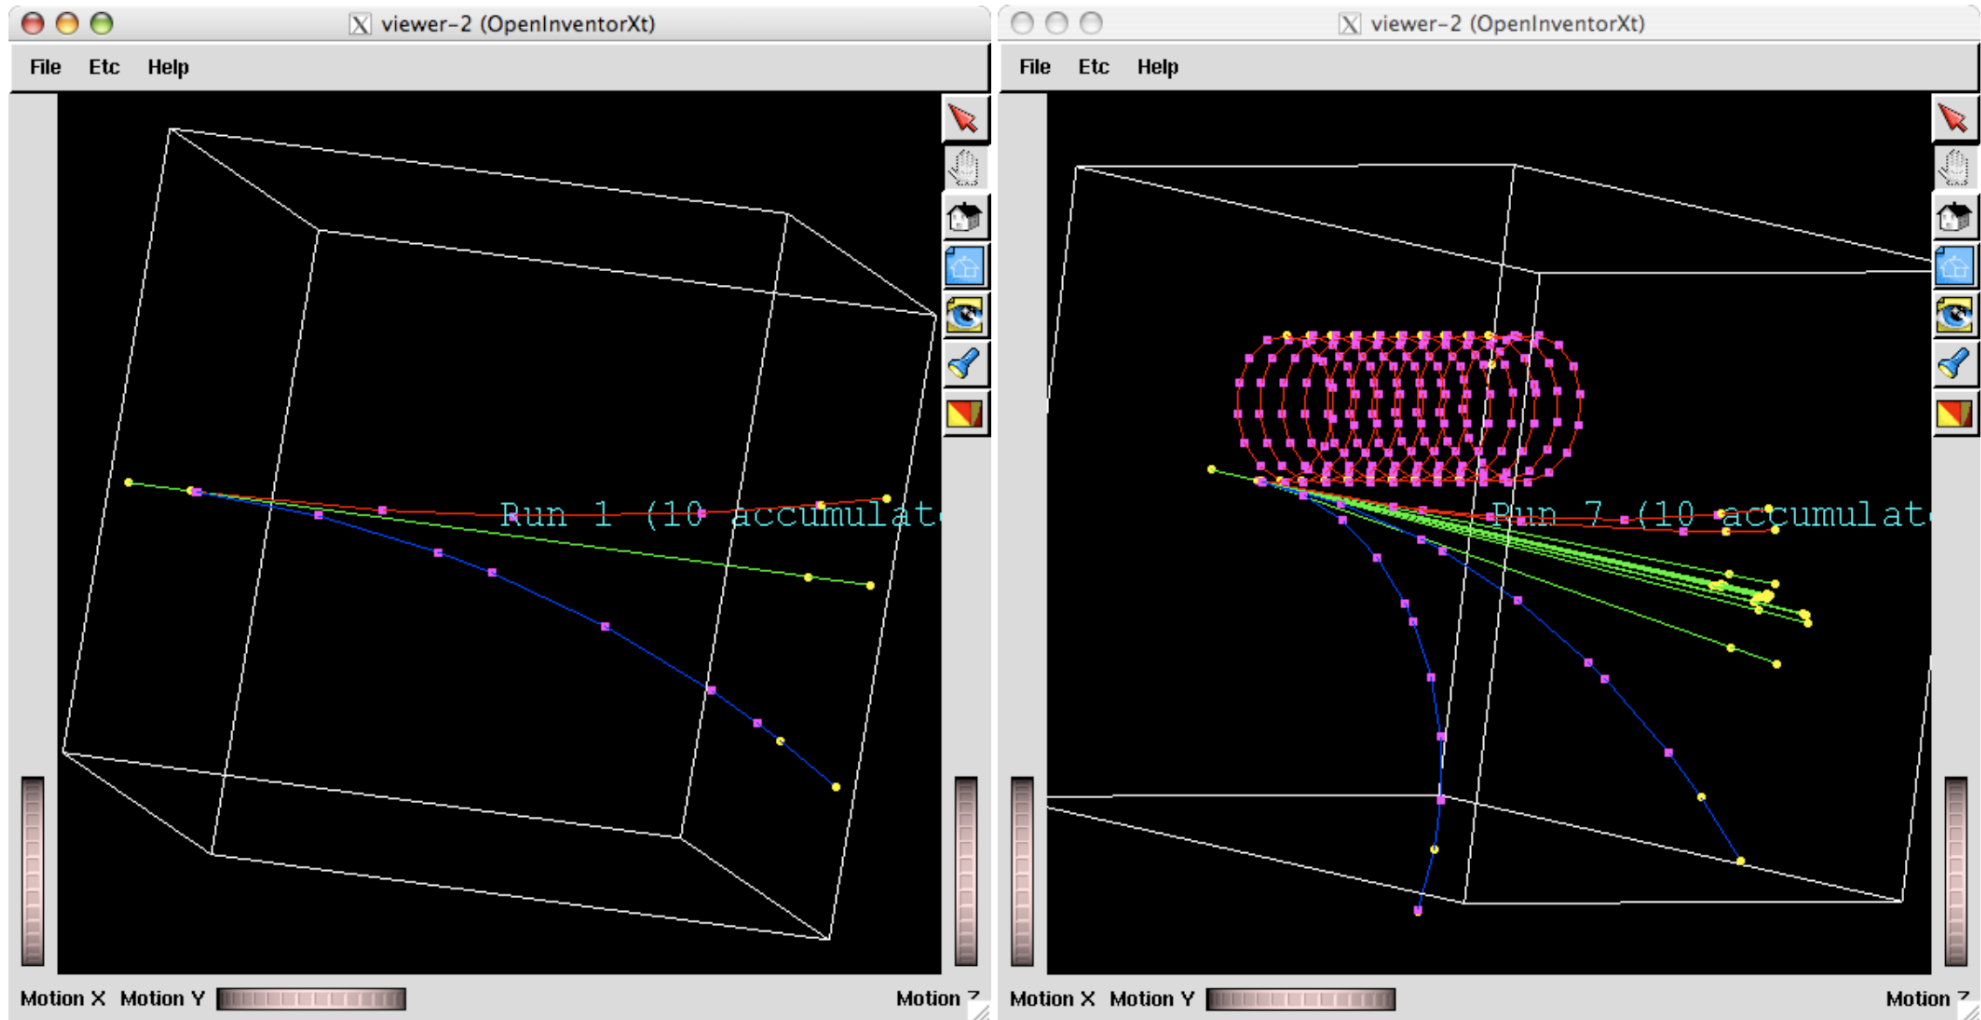 viewer-2 (OpenInventorXt)
File Etc Help
Run 1 (10 accumulat
Motion X Motion Y Motion Z
viewer-2 (OpenInventorXt)
File Etc Help
Run 7 (10 accumulat
Motion X Motion Y Motion Z